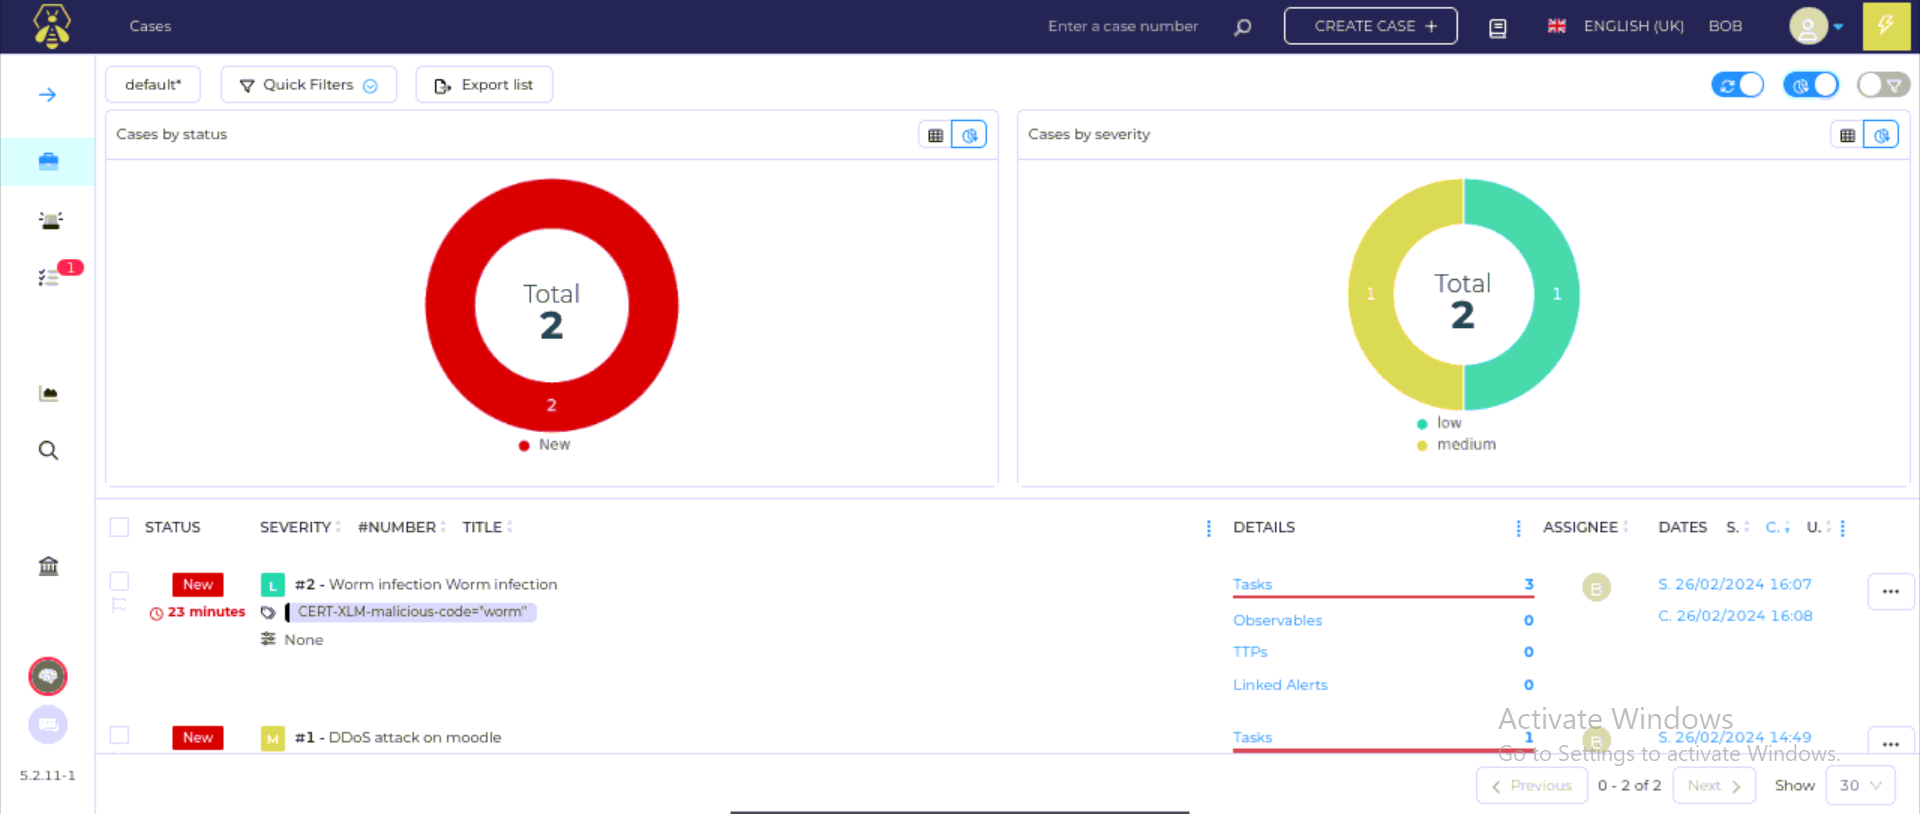 Cases
Enter a case number
CREATE CASE +
ENGLISH (UK)
BOB
default*
Quick Filters
Export list
Cases by status
Cases by severity
Total
2
2
New
Total
2
1
1
low
medium
1
STATUS SEVERITY #NUMBER TITLE DETAILS ASSIGNEE DATES S. C. U.
New
L
#2 - Worm infection Worm infection
23 minutes
CERT-XLM-malicious-code="worm"
None
Tasks 3
Observables 0
TTPs 0
Linked Alerts 0
B
S. 26/02/2024 16:07
C. 26/02/2024 16:08
...
New
M
#1 - DDoS attack on moodle
Tasks 1
B
S. 26/02/2024 14:49
...
Activate Windows
Go to Settings to activate Windows.
5.2.11-1
Previous 0 - 2 of 2 Next Show 30